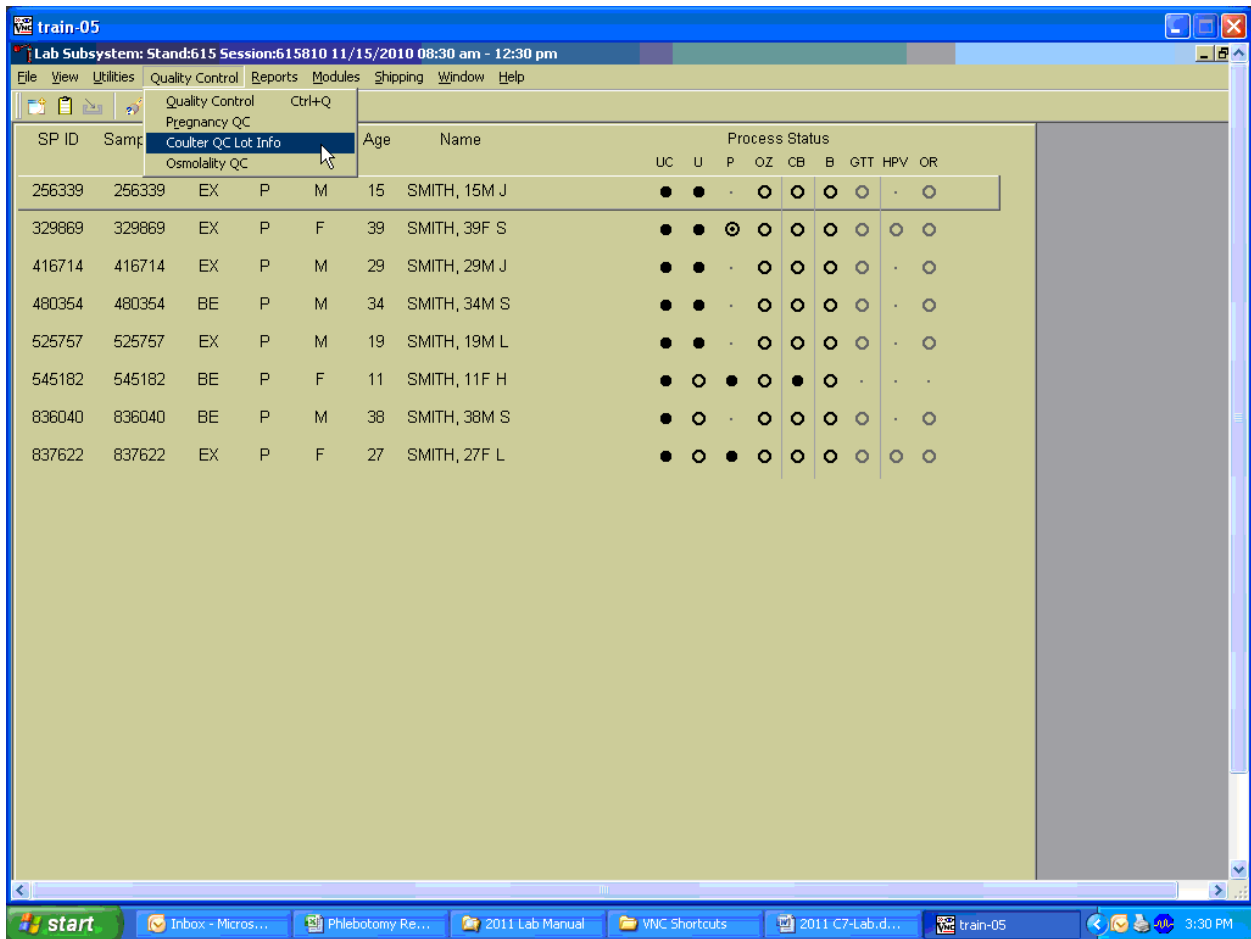 train-05
Lab Subsystem: Stand:615 Session:615810 11/15/2010 08:30 am - 12:30 pm
File View Utilities Quality Control Reports Modules Shipping Window Help
Quality Control Ctrl+Q
Pregnancy QC
Coulter QC Lot Info
Osmolality QC
SP ID Samp Age Name Process Status
UC U P OZ CB B GTT HPV OR
256339 256339 EX P M 15 SMITH, 15M J
329869 329869 EX P F 39 SMITH, 39F S
416714 416714 EX P M 29 SMITH, 29M J
480354 480354 BE P M 34 SMITH, 34M S
525757 525757 EX P M 19 SMITH, 19M L
545182 545182 BE P F 11 SMITH, 11F H
836040 836040 BE P M 38 SMITH, 38M S
837622 837622 EX P F 27 SMITH, 27F L
start Inbox - Micros... Phlebotomy Re... 2011 Lab Manual VNC Shortcuts 2011 C7-Lab.d... train-05 3:30 PM